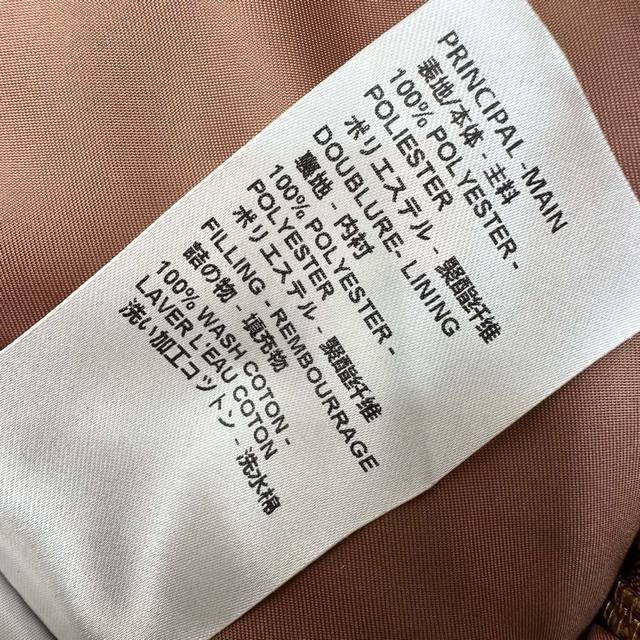 PRINCIPAL -MAIN
表地/本体 - 主料
100% POLYESTER -
POLIESTER
ポリエステル - 聚酯纤维
DOUBLURE- LINING
裏地 - 内衬
100% POLYESTER -
POLYESTER
ポリエステル - 聚酯纤维
FILLING - REMBOURRAGE
詰め物 - 填充物
100% WASH COTON -
LAVER L'EAU COTON
洗い加工コットン - 洗水棉